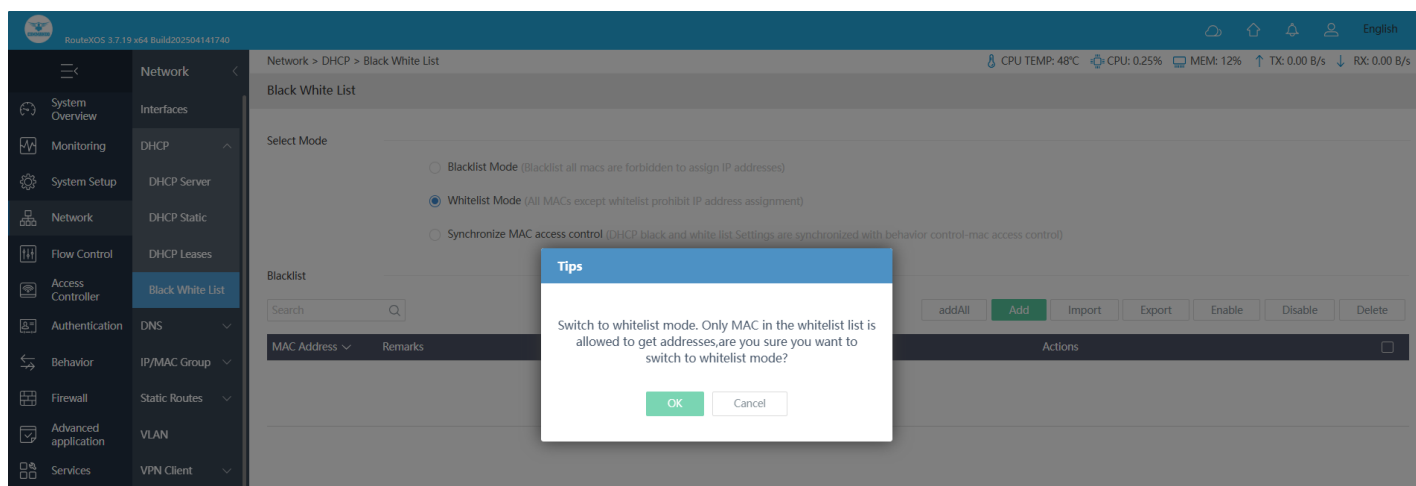 RouteXOS 3.7.19 x64 Build202504141740
English
Network
Network > DHCP > Black White List
CPU TEMP: 48°C
CPU: 0.25%
MEM: 12%
TX: 0.00 B/s
RX: 0.00 B/s
Black White List
System
Overview
Monitoring
System Setup
Network
Flow Control
Access
Controller
Authentication
Behavior
Firewall
Advanced
application
Services
Interfaces
DHCP
DHCP Server
DHCP Static
DHCP Leases
Black White List
DNS
IP/MAC Group
Static Routes
VLAN
VPN Client
Select Mode
Blacklist Mode (Blacklist all macs are forbidden to assign IP addresses)
Whitelist Mode (All MACs except whitelist prohibit IP address assignment)
Synchronize MAC access control (DHCP black and white list Settings are synchronized with behavior control-mac access control)
Blacklist
Search
addAll
Add
Import
Export
Enable
Disable
Delete
MAC Address
Remarks
Actions
Tips
Switch to whitelist mode. Only MAC in the whitelist list is
allowed to get addresses,are you sure you want to
switch to whitelist mode?
OK
Cancel